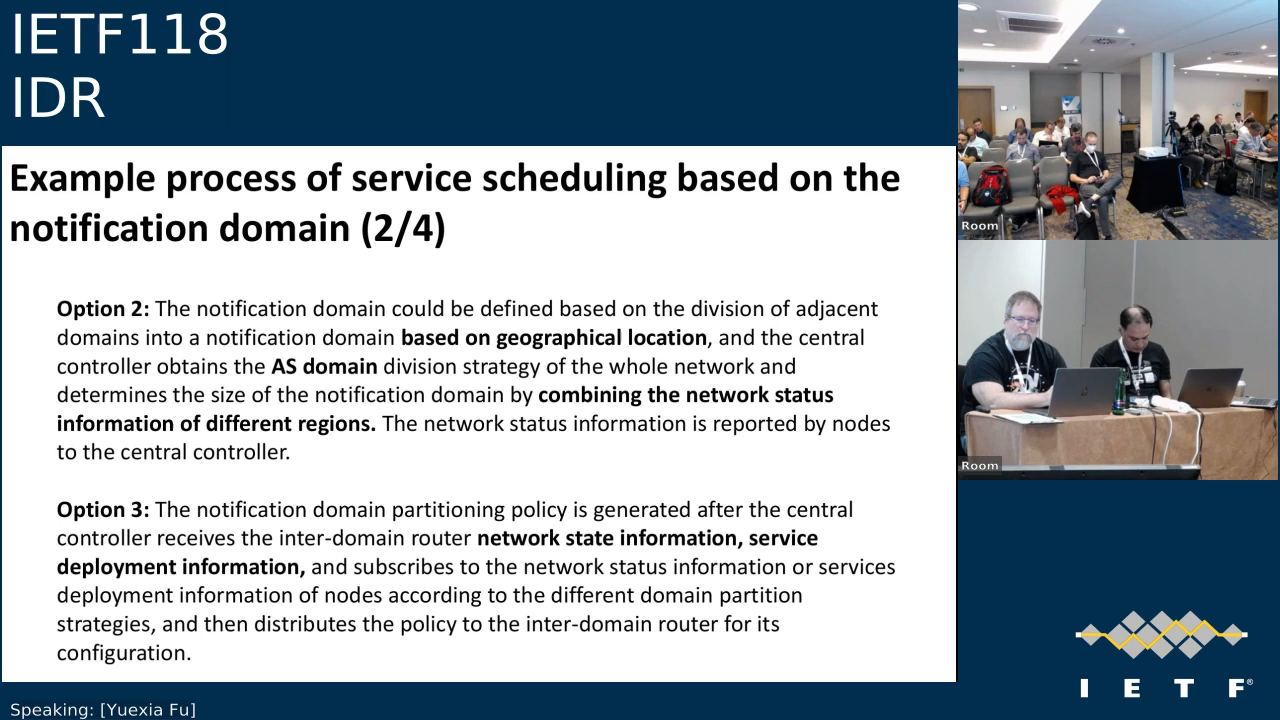 IETF118
IDR
Example process of service scheduling based on the
notification domain (2/4)
Option 2: The notification domain could be defined based on the division of adjacent
domains into a notification domain based on geographical location, and the central
controller obtains the AS domain division strategy of the whole network and
determines the size of the notification domain by combining the network status
information of different regions. The network status information is reported by nodes
to the central controller.
Option 3: The notification domain partitioning policy is generated after the central
controller receives the inter-domain router network state information, service
deployment information, and subscribes to the network status information or services
deployment information of nodes according to the different domain partition
strategies, and then distributes the policy to the inter-domain router for its
configuration.
Room
Room
I E T F®
Speaking: [Yuexia Fu]